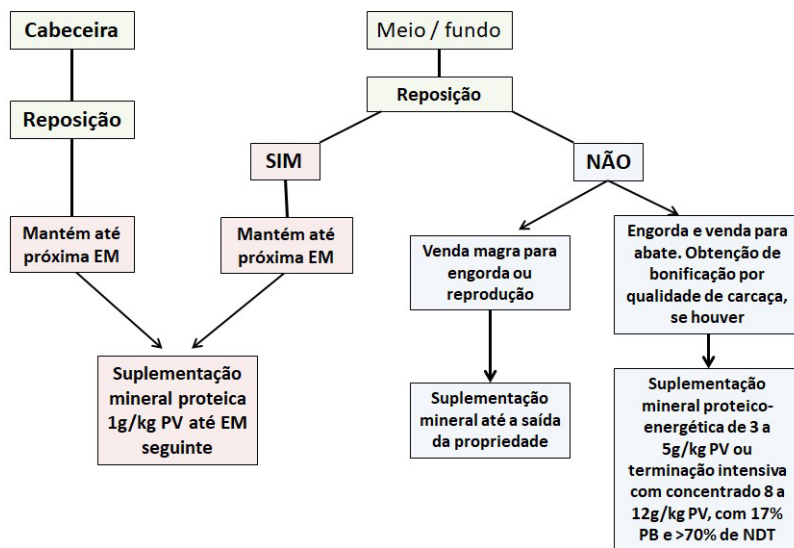 Cabeceira
Meio / fundo
Reposição
Reposição
SIM
NÃO
Mantém até
próxima EM
Mantém até
próxima EM
Venda magra para
engorda ou
reprodução
Engorda e venda para
abate. Obtenção de
bonificação por
qualidade de carcaça,
se houver
Suplementação
mineral proteica
1g/kg PV até EM
seguinte
Suplementação
mineral até a saída
da propriedade
Suplementação
mineral proteico-
energética de 3 a
5g/kg PV ou
terminação intensiva
com concentrado 8 a
12g/kg PV, com 17%
PB e >70% de NDT